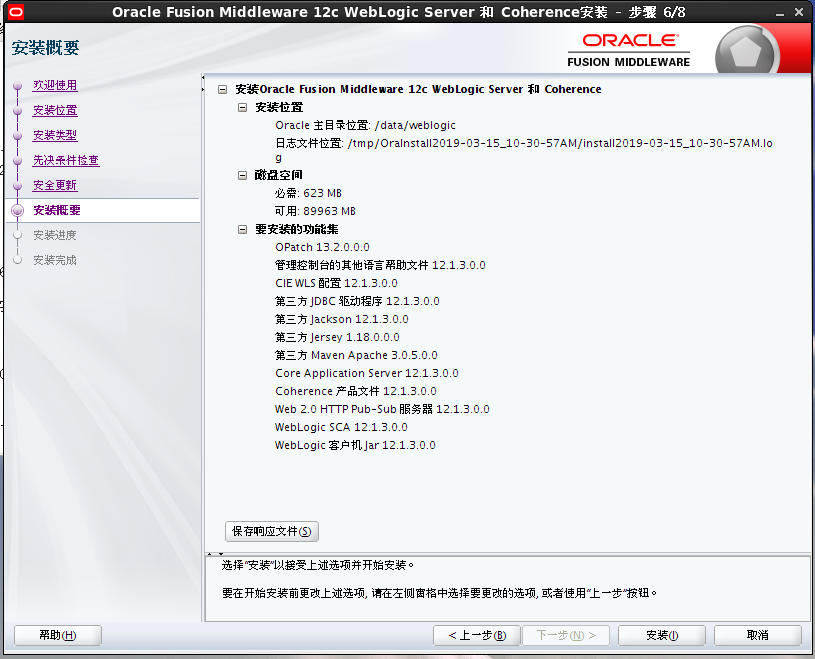 Oracle Fusion Middleware 12c WebLogic Server 和 Coherence安装 - 步骤 6/8
安装概要
ORACLE
FUSION MIDDLEWARE
欢迎使用
安装位置
安装类型
先决条件检查
安全更新
安装概要
安装进度
安装完成
安装Oracle Fusion Middleware 12c WebLogic Server 和 Coherence
安装位置
Oracle 主目录位置: /data/weblogic
日志文件位置: /tmp/OraInstall2019-03-15_10-30-57AM/install2019-03-15_10-30-57AM.lo
g
磁盘空间
必需: 623 MB
可用: 89963 MB
要安装的功能集
OPatch 13.2.0.0.0
管理控制台的其他语言帮助文件 12.1.3.0.0
CIE WLS 配置 12.1.3.0.0
第三方 JDBC 驱动程序 12.1.3.0.0
第三方 Jackson 12.1.3.0.0
第三方 Jersey 1.18.0.0.0
第三方 Maven Apache 3.0.5.0.0
Core Application Server 12.1.3.0.0
Coherence 产品文件 12.1.3.0.0
Web 2.0 HTTP Pub-Sub 服务器 12.1.3.0.0
WebLogic SCA 12.1.3.0.0
WebLogic 客户机 Jar 12.1.3.0.0
保存响应文件(S)
选择"安装"以接受上述选项并开始安装。
要在开始安装前更改上述选项, 请在左侧窗格中选择要更改的选项, 或者使用"上一步"按钮。
帮助(H)
< 上一步(B)
下一步(N) >
安装(I)
取消